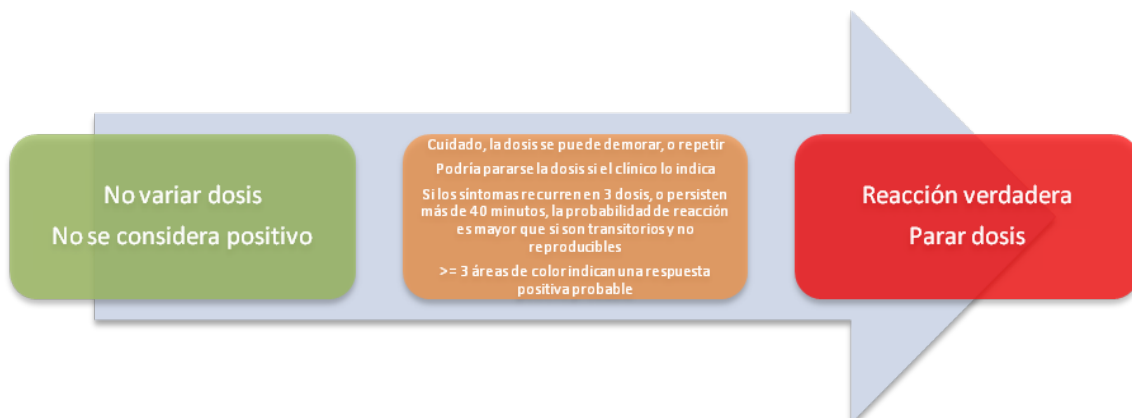 No variar dosis
No se considera positivo
Cuidado, la dosis se puede demorar, o repetir
Podría pararse la dosis si el clínico lo indica
Si los síntomas recurren en 3 dosis, o persisten
más de 40 minutos, la probabilidad de reacción
es mayor que si son transitorios y no
reproducibles
>= 3 áreas de color indican una respuesta
positiva probable
Reacción verdadera
Parar dosis